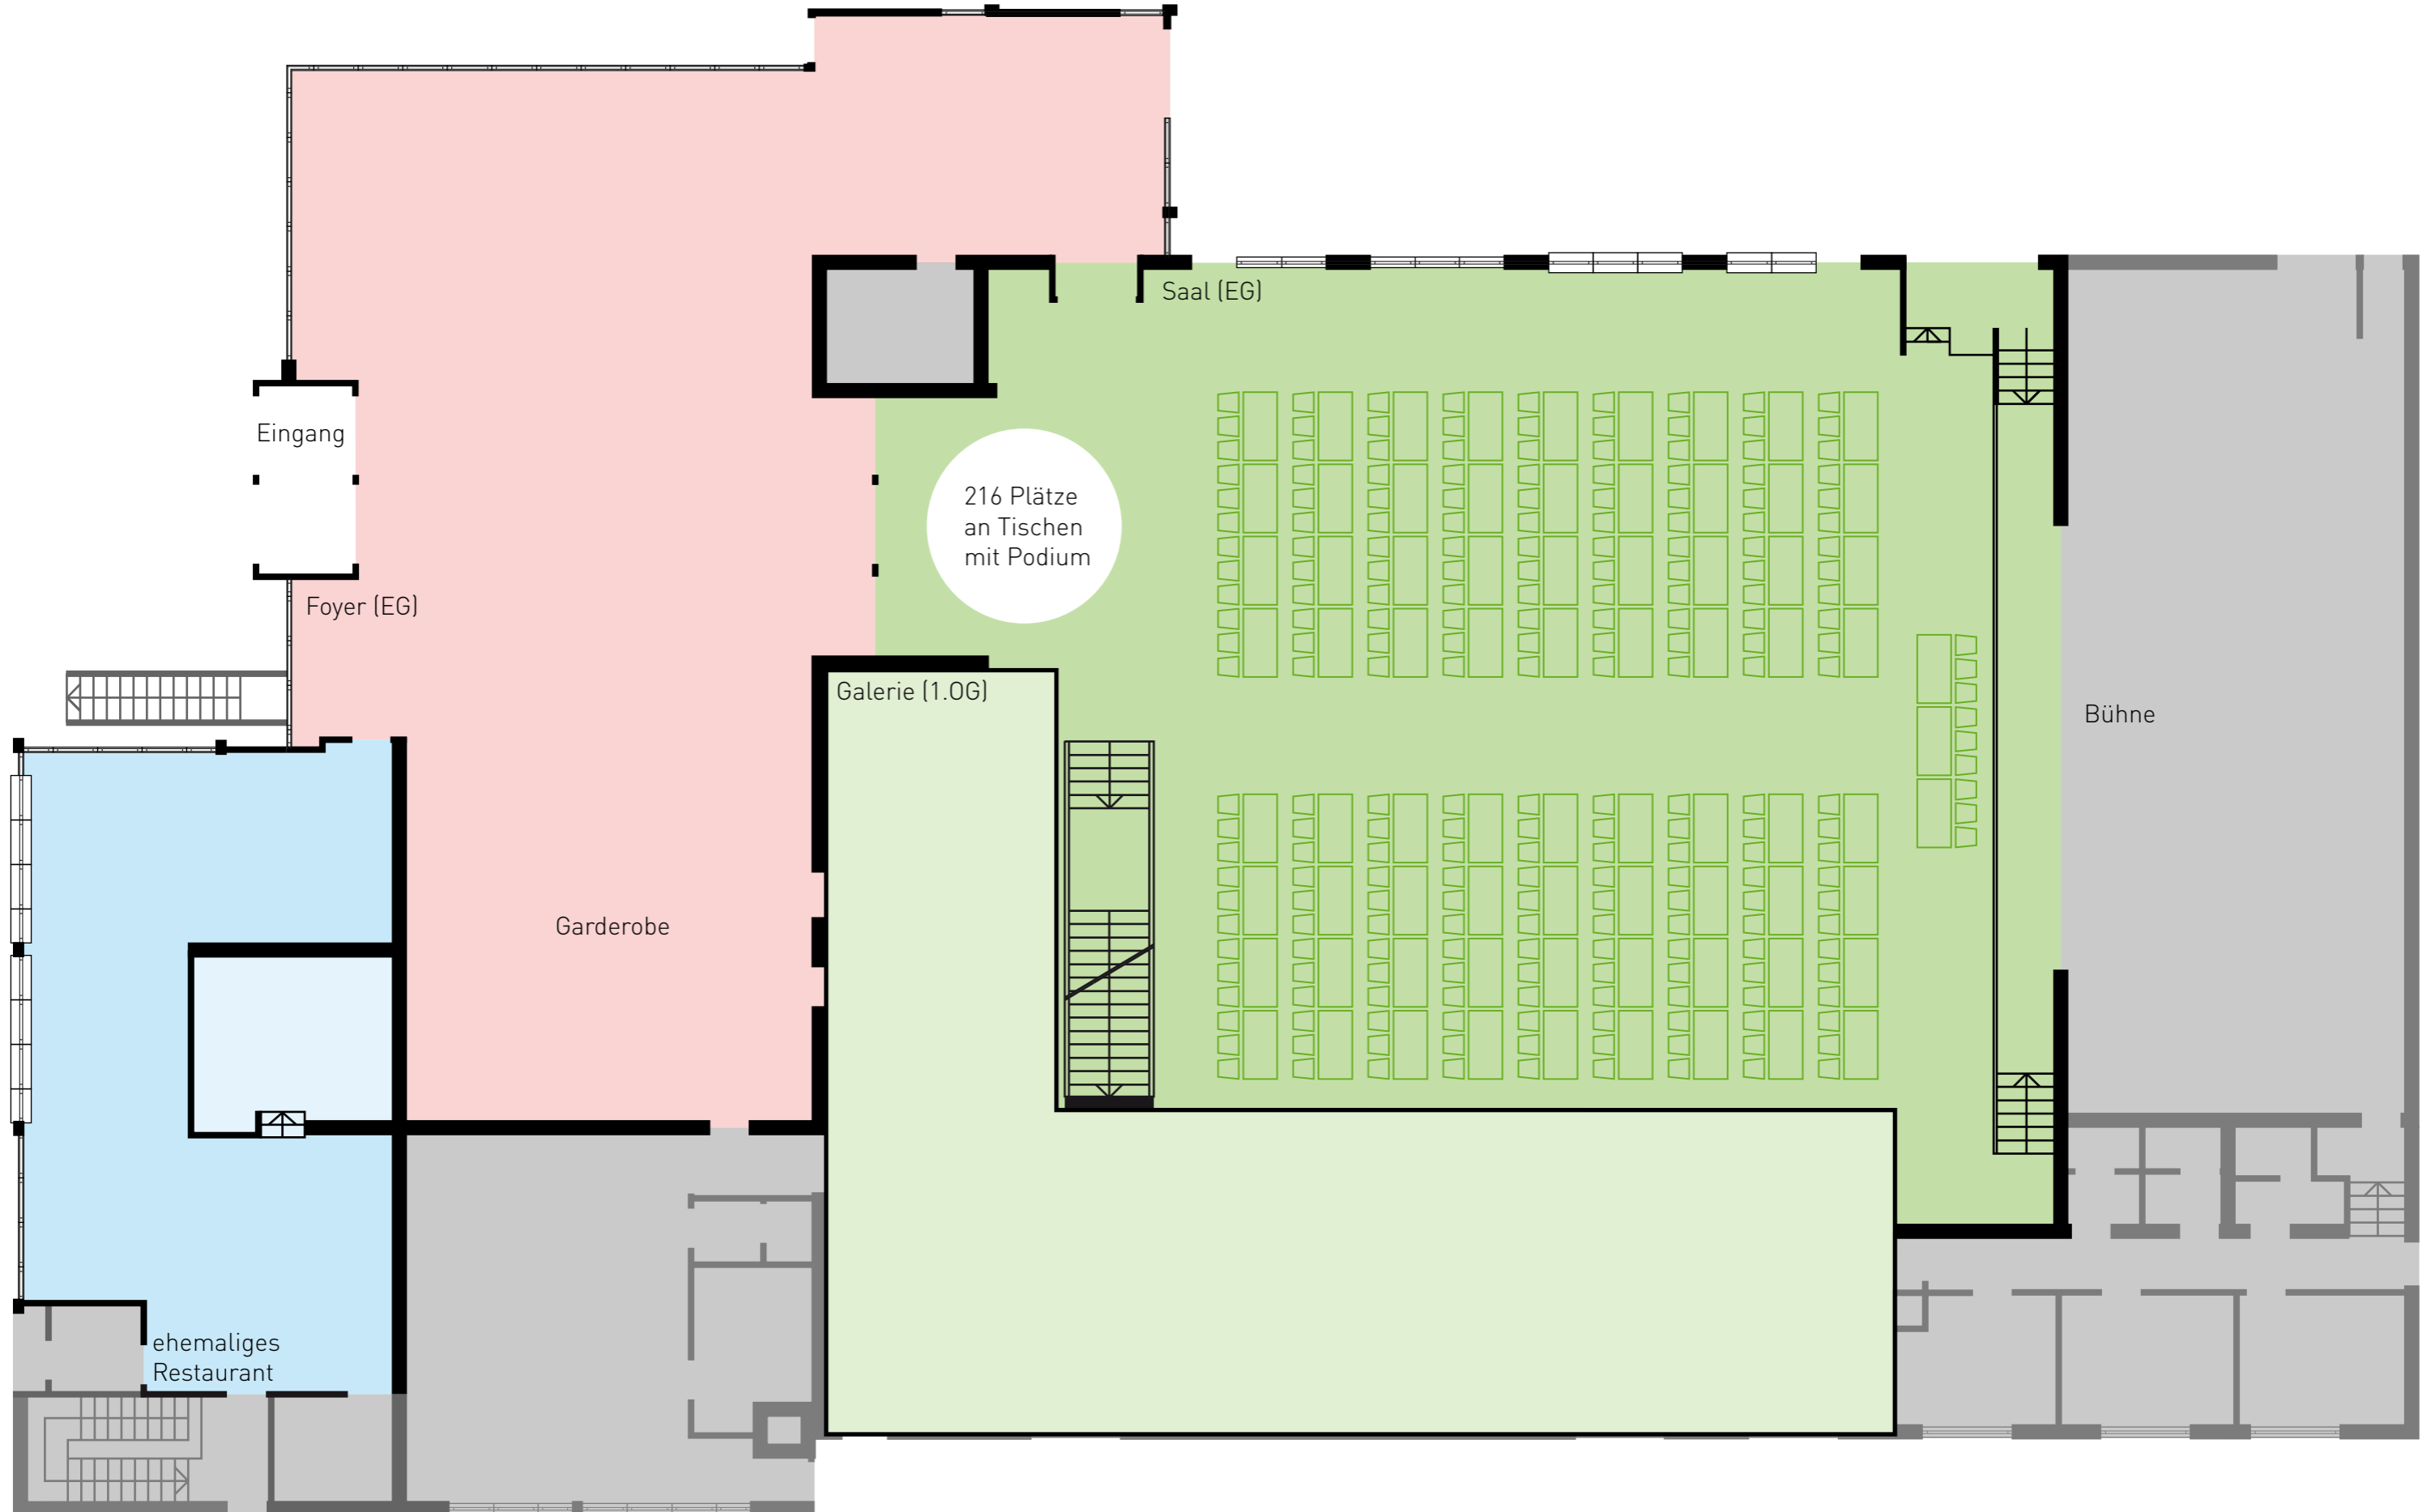 Saal (EG)
Eingang
216 Plätze
an Tischen
mit Podium
Foyer (EG)
Galerie (1.OG)
Bühne
Garderobe
ehemaliges
Restaurant